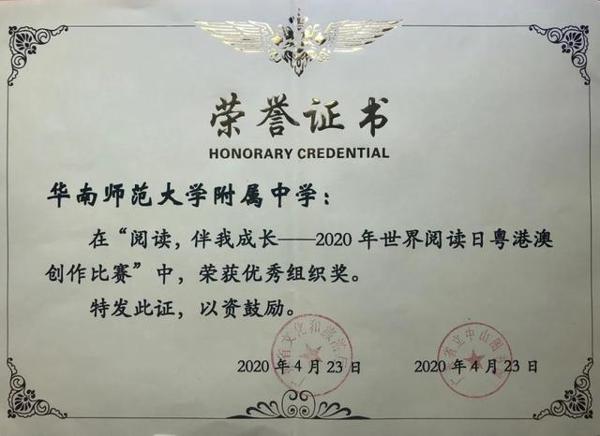 荣誉证书
HONORARY CREDENTIAL
华南师范大学附属中学：
在“阅读，伴我成长——2020年世界阅读日粤港澳
创作比赛”中，荣获优秀组织奖。
特发此证，以资鼓励。
2020年4月23日
2020年4月23日